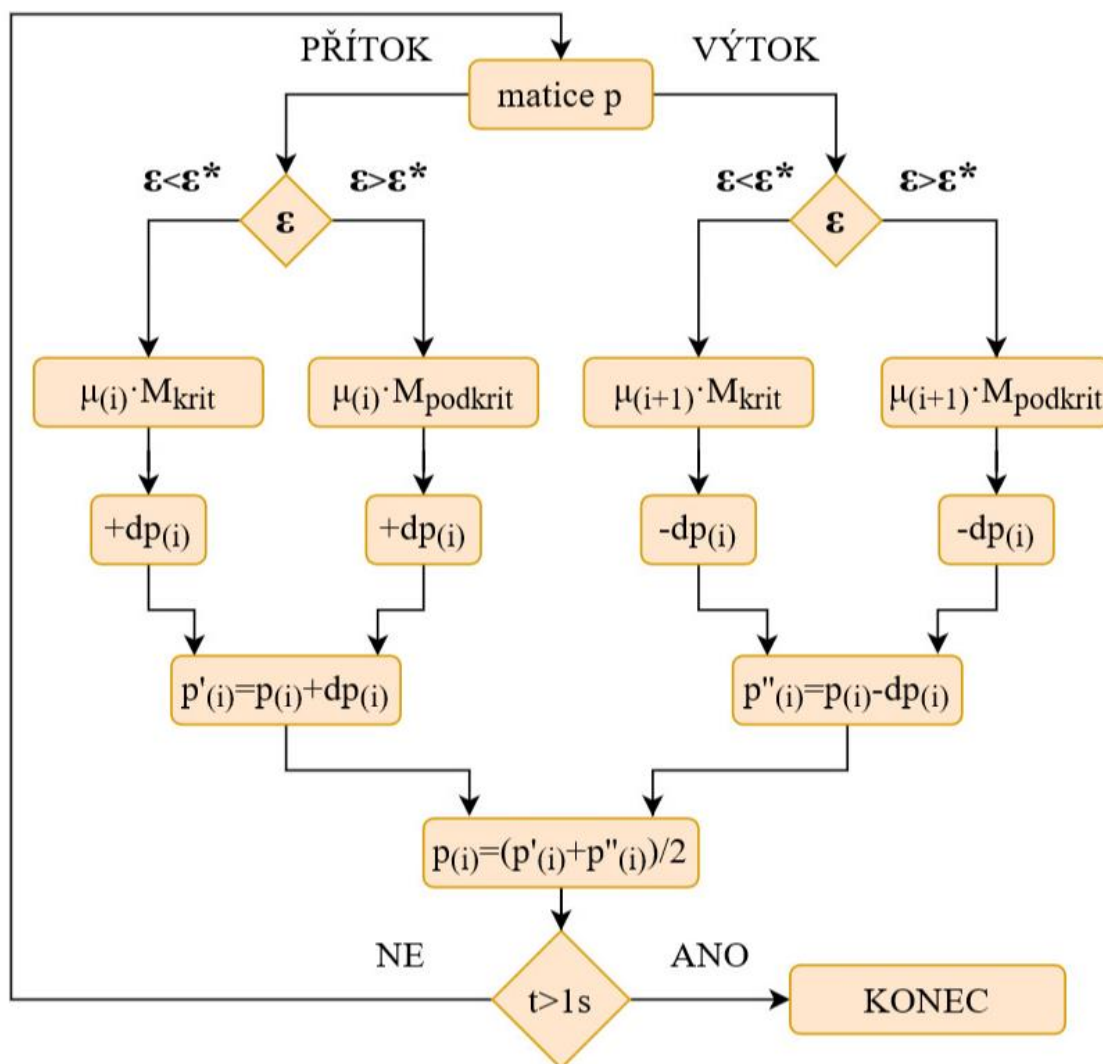 PŘÍTOK
VÝTOK
matice p
ε<ε*
ε>ε*
ε<ε*
ε>ε*
ε
ε
μ(i)·Mkrit
μ(i)·Mpodkrit
μ(i+1)·Mkrit
μ(i+1)·Mpodkrit
+dp(i)
+dp(i)
-dp(i)
-dp(i)
p'(i)=p(i)+dp(i)
p"(i)=p(i)-dp(i)
p(i)=(p'(i)+p"(i))/2
NE
ANO
t>1s
KONEC